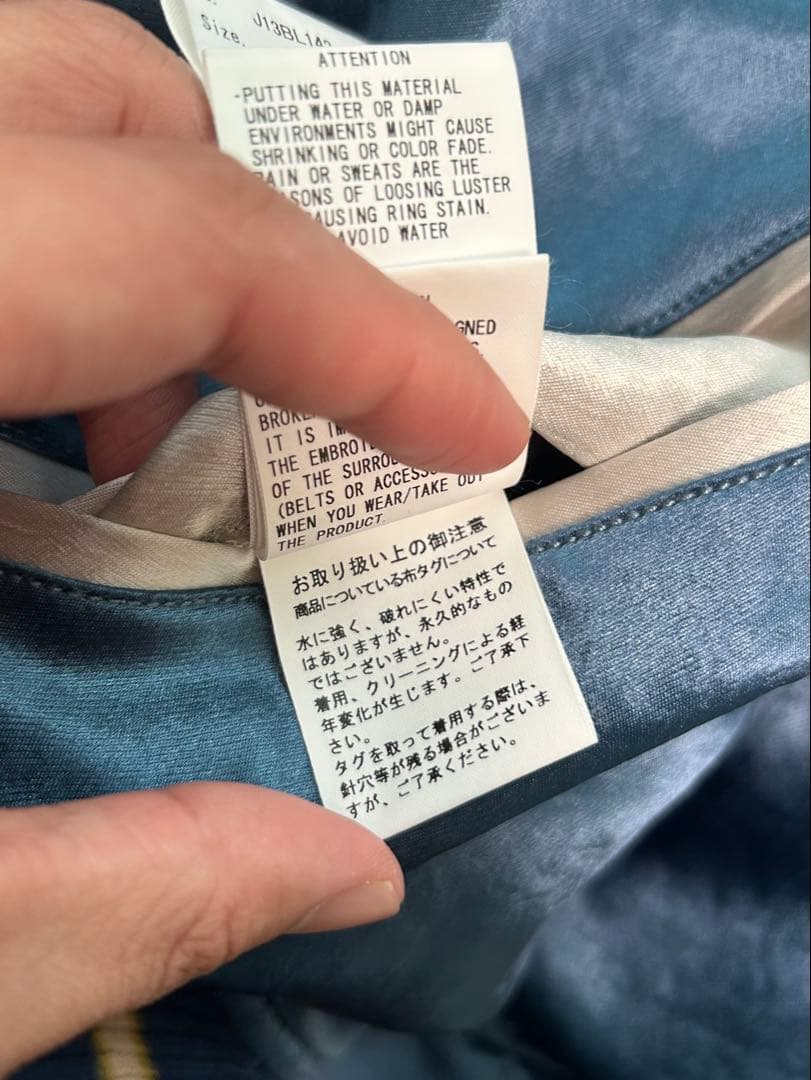 J13BL142
Size.
ATTENTION
-PUTTING THIS MATERIAL
UNDER WATER OR DAMP
ENVIRONMENTS MIGHT CAUSE
SHRINKING OR COLOR FADE.
RAIN OR SWEATS ARE THE
SONS OF LOOSING LUSTER
AUSING RING STAIN.
AVOID WATER
GNED
BROKE
IT IS IM
THE EMBROI
OF THE SURROU
(BELTS OR ACCESSO
WHEN YOU WEAR/TAKE OUT
THE PRODUCT.
お取り扱い上の御注意
商品についている布タグについて
水に強く、破れにくい特性で
はありますが、永久的なもの
ではございません。
着用、クリーニングによる経
年変化が生じます。ご了承下
さい。
タグを取って着用する際は、
針穴等が残る場合がございま
すが、ご了承ください。